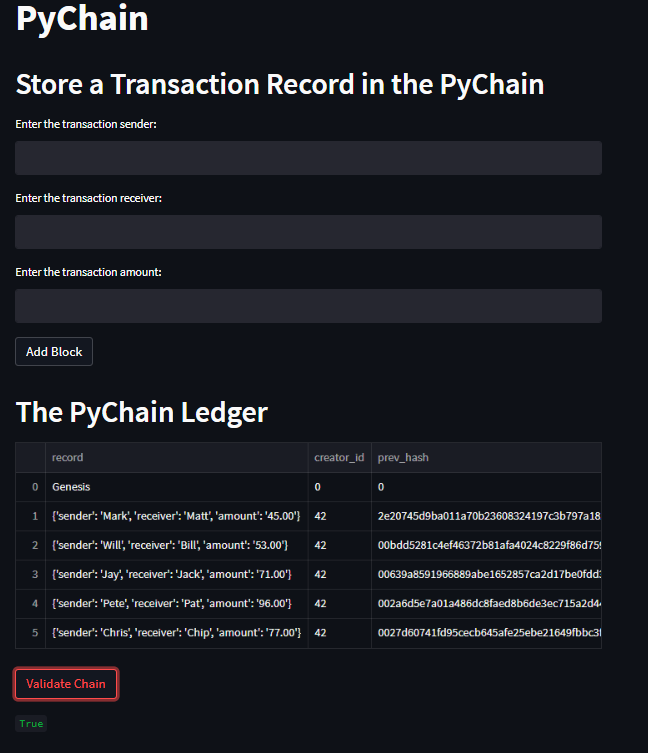 PyChain
Store a Transaction Record in the PyChain
Enter the transaction sender:
Enter the transaction receiver:
Enter the transaction amount:
Add Block
The PyChain Ledger
record creator_id prev_hash
0 Genesis 0 0
1 {'sender': 'Mark', 'receiver': 'Matt', 'amount': '45.00'} 42 2e20745d9ba011a70b23608324197c3b797a18
2 {'sender': 'Will', 'receiver': 'Bill', 'amount': '53.00'} 42 00bdd5281c4ef46372b81afa4024c8229f86d759
3 {'sender': 'Jay', 'receiver': 'Jack', 'amount': '71.00'} 42 00639a8591966889abe1652857ca2d17be0fdd3
4 {'sender': 'Pete', 'receiver': 'Pat', 'amount': '96.00'} 42 002a6d5e7a01a486dc8faed8b6de3ec715a2d4
5 {'sender': 'Chris', 'receiver': 'Chip', 'amount': '77.00'} 42 0027d60741fd95cecb645afe25ebe21649fbbc3
Validate Chain
True